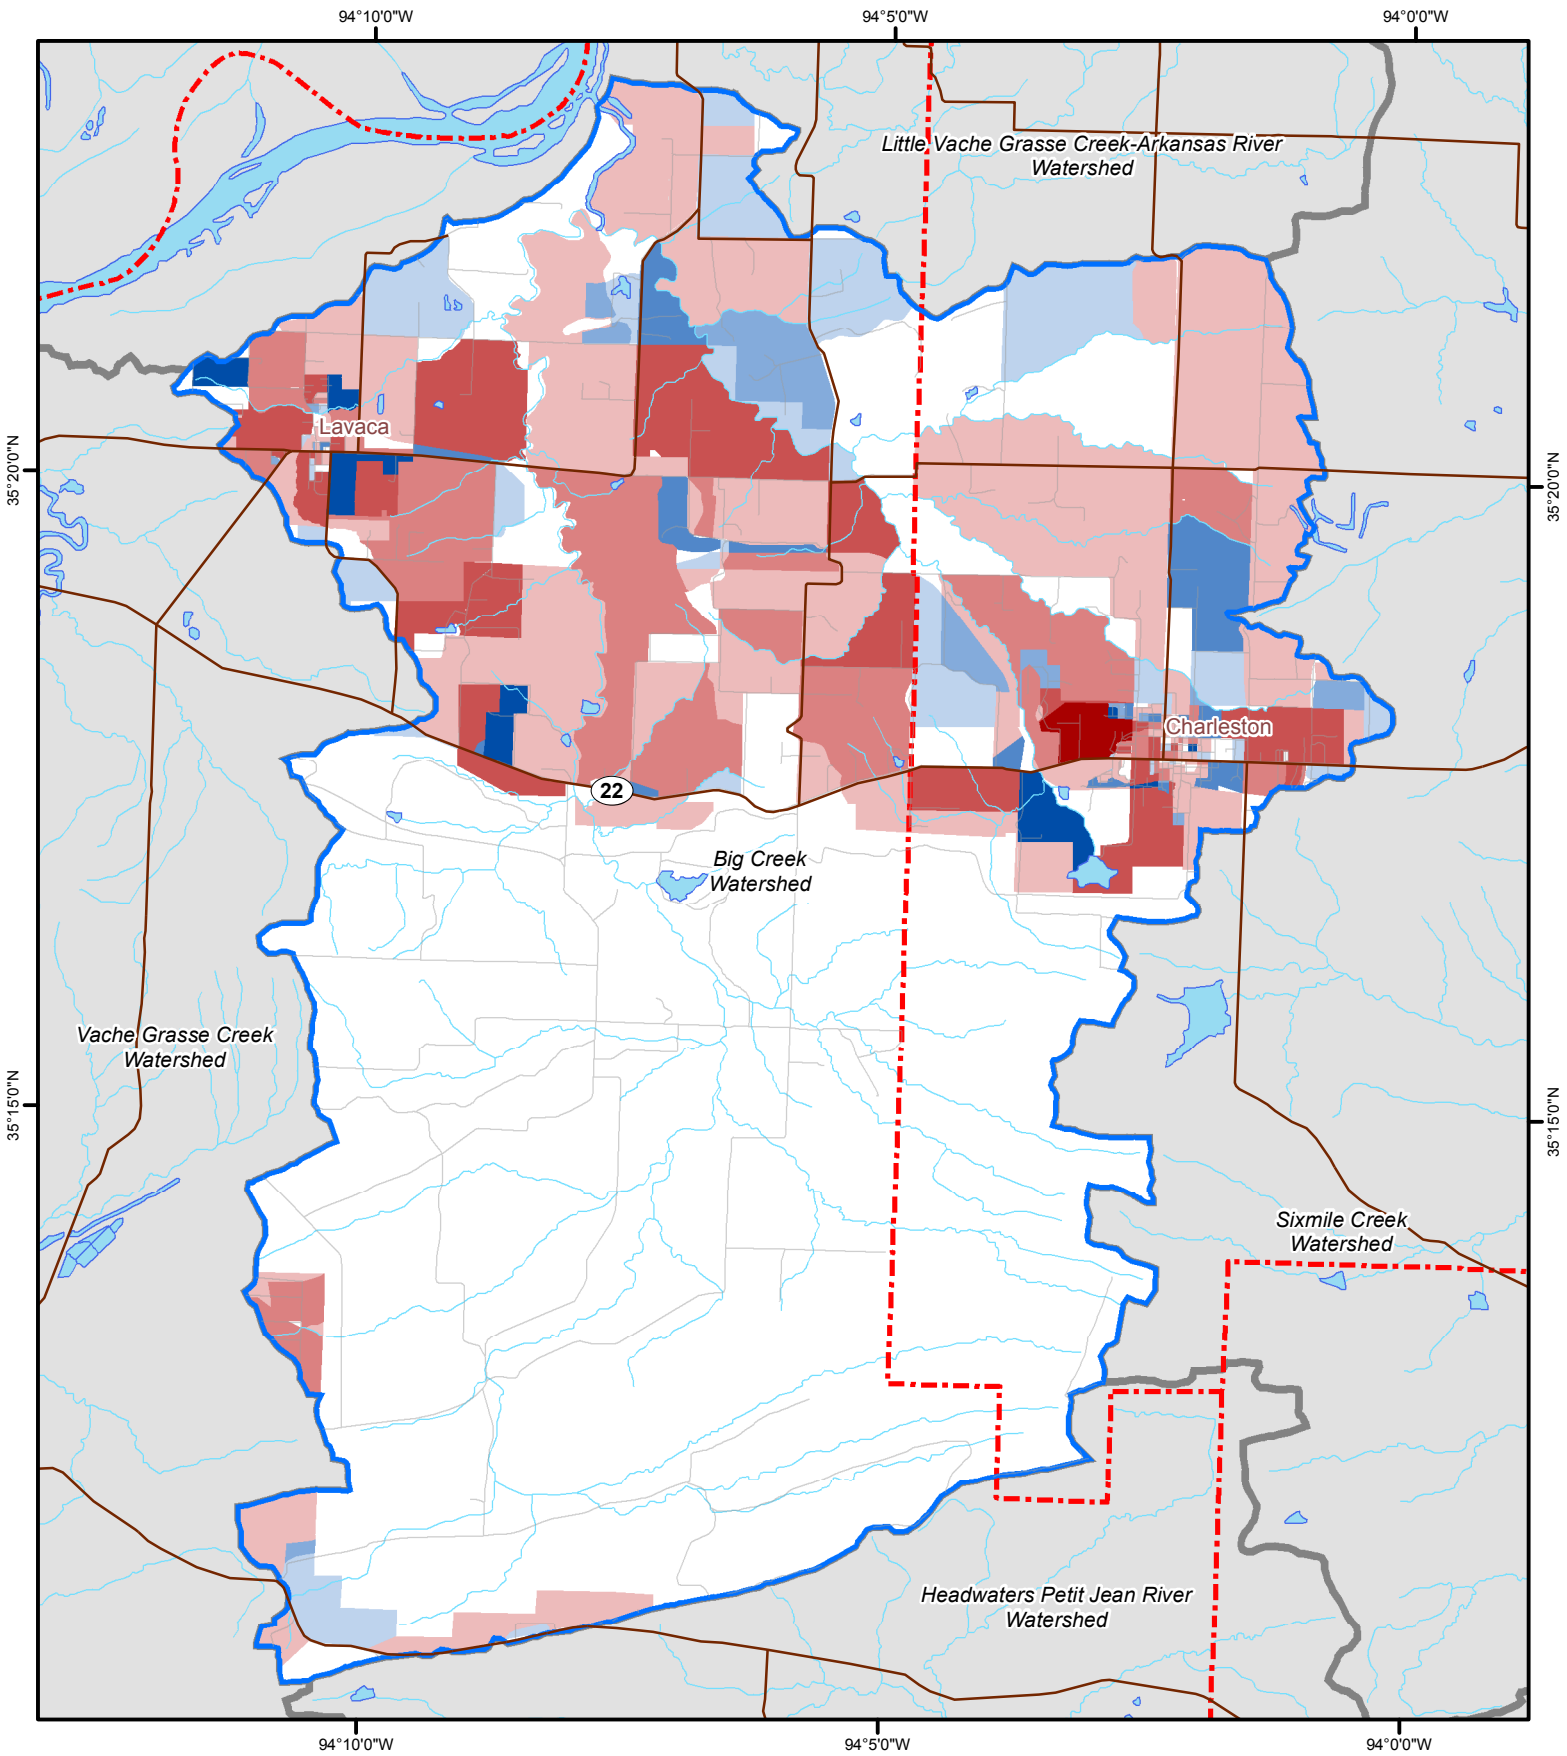 94°10'0"W
94°5'0"W
94°0'0"W
Little Vache Grasse Creek-Arkansas River
Watershed
Lavaca
35°20'0"N
35°20'0"N
Charleston
22
Big Creek
Watershed
Vache Grasse Creek
Watershed
35°15'0"N
35°15'0"N
Sixmile Creek
Watershed
Headwaters Petit Jean River
Watershed
94°10'0"W
94°5'0"W
94°0'0"W